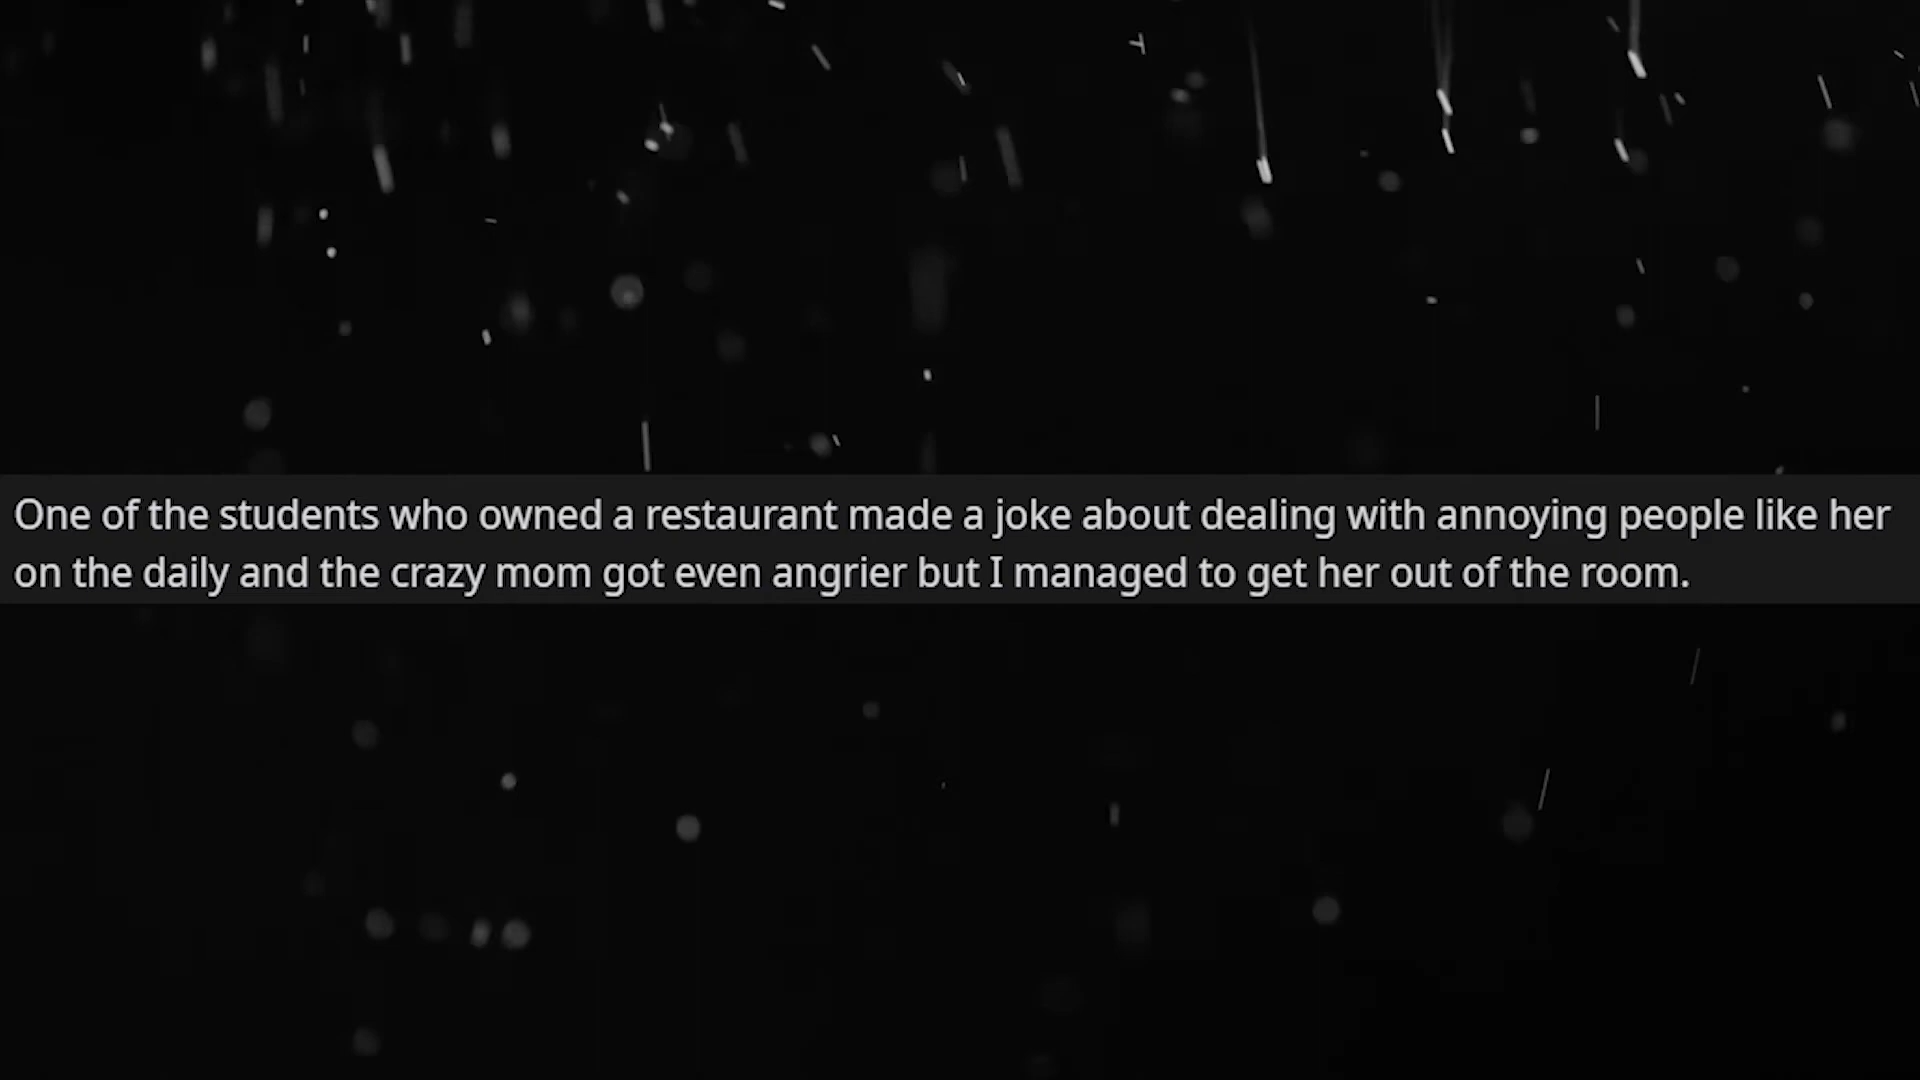 One of the students who owned a restaurant made a joke about dealing with annoying people like her
on the daily and the crazy mom got even angrier but I managed to get her out of the room.